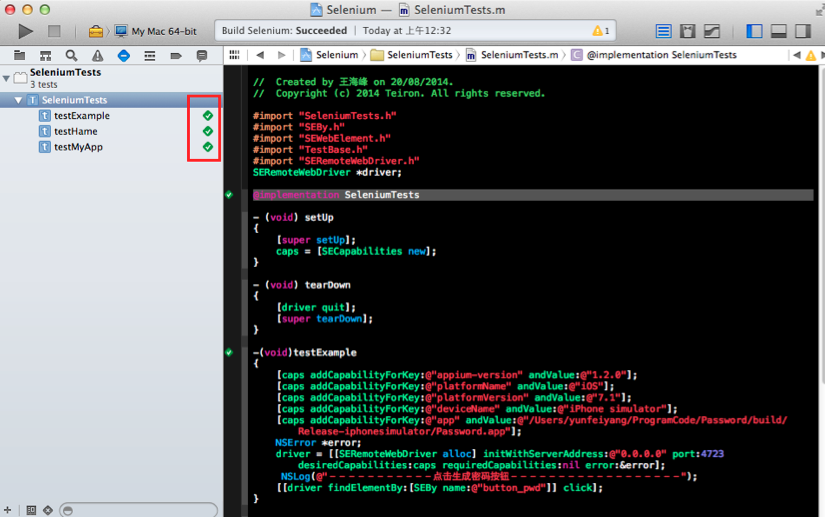 Selenium — SeleniumTests.m
My Mac 64-bit
Build Selenium: Succeeded | Today at 上午12:32
1
Selenium
SeleniumTests
SeleniumTests.m
C @implementation SeleniumTests
SeleniumTests
3 tests
T SeleniumTests
t testExample
t testHame
t testMyApp
//  Created by 王海峰 on 20/08/2014.
//  Copyright (c) 2014 Teiron. All rights reserved.
#import "SeleniumTests.h"
#import "SEBy.h"
#import "SEWebElement.h"
#import "TestBase.h"
#import "SERemoteWebDriver.h"
SERemoteWebDriver *driver;
@implementation SeleniumTests
- (void) setUp
{
[super setUp];
caps = [SECapabilities new];
}
- (void) tearDown
{
[driver quit];
[super tearDown];
}
-(void)testExample
{
[caps addCapabilityForKey:@"appium-version" andValue:@"1.2.0"];
[caps addCapabilityForKey:@"platformName" andValue:@"iOS"];
[caps addCapabilityForKey:@"platformVersion" andValue:@"7.1"];
[caps addCapabilityForKey:@"deviceName" andValue:@"iPhone simulator"];
[caps addCapabilityForKey:@"app" andValue:@"/Users/yunfeiyang/ProgramCode/Password/build/
Release-iphonesimulator/Password.app"];
NSError *error;
driver = [[SERemoteWebDriver alloc] initWithServerAddress:@"0.0.0.0" port:4723
desiredCapabilities:caps requiredCapabilities:nil error:&error];
NSLog(@"-----------点击生成密码按钮------------------");
[[driver findElementBy:[SEBy name:@"button_pwd"]] click];
}